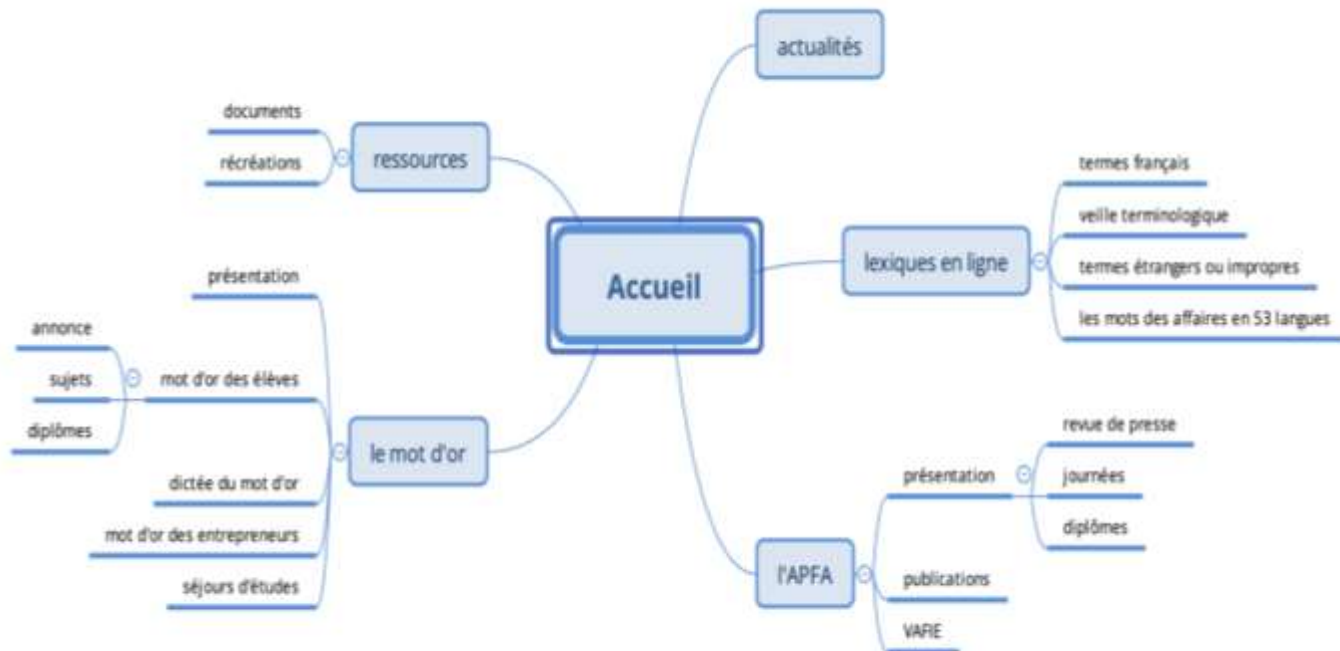 actualités
documents
ressources
récréations
termes français
veille terminologique
lexiques en ligne
termes étrangers ou impropres
les mots des affaires en 53 langues
Accueil
présentation
annonce
sujets
mot d'or des élèves
diplômes
le mot d'or
dictée du mot d'or
mot d'or des entrepreneurs
séjours d'études
revue de presse
présentation
journées
diplômes
l'APFA
publications
VAFIE